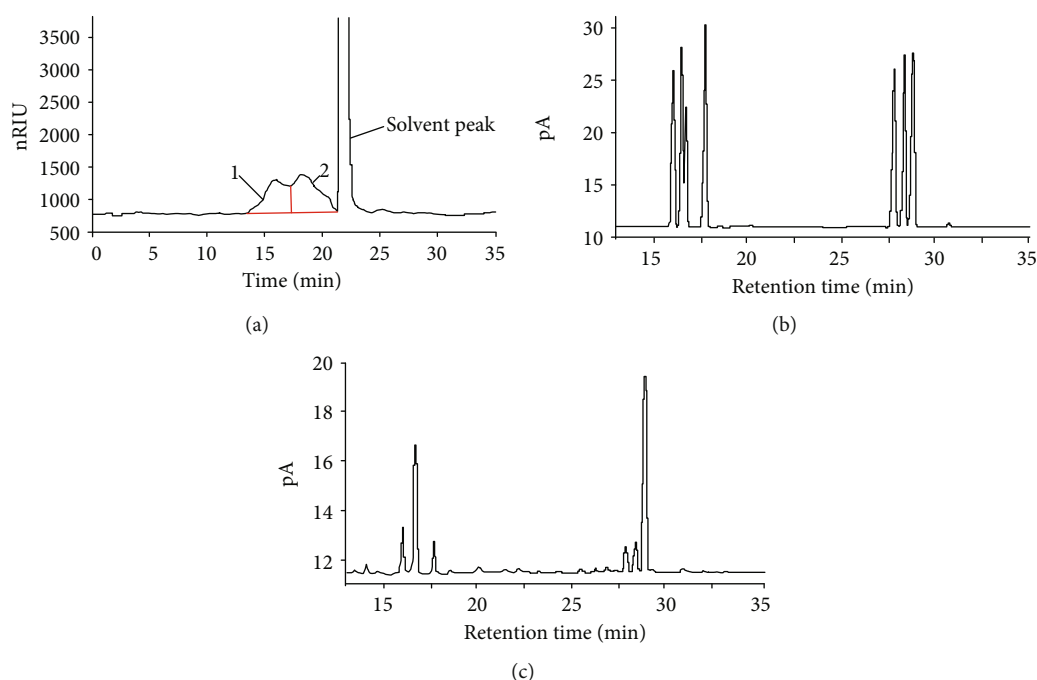 3500
3000
2500
2000
1500
1000
500
nRIU
1
2
Solvent peak
0 5 10 15 20 25 30 35
Time (min)
(a)
30
25
20
15
10
pA
15 20 25 30 35
Retention time (min)
(b)
20
18
16
14
12
pA
15 20 25 30 35
Retention time (min)
(c)